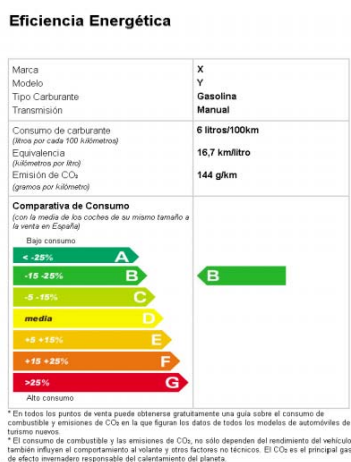 Eficiencia Energética
Marca X
Modelo Y
Tipo Carburante Gasolina
Transmisión Manual
Consumo de carburante 6 litros/100km
(litros por cada 100 kilómetros)
Equivalencia 16,7 km/litro
(kilómetros por litro)
Emisión de CO₂ 144 g/km
(gramos por kilómetro)
Comparativa de Consumo
(con la media de los coches de su mismo tamaño a
la venta en España)
Bajo consumo
< -25% A
-15 -25% B B
-5 -15% C
media D
+5 +15% E
+15 +25% F
>25% G
Alto consumo
* En todos los puntos de venta puede obtenerse gratuitamente una guía sobre el consumo de
combustible y emisiones de CO₂ en la que figuran los datos de todos los modelos de automóviles de
turismo nuevos.
* El consumo de combustible y las emisiones de CO₂, no sólo dependen del rendimiento del vehículo
también influyen el comportamiento al volante y otros factores no técnicos. El CO₂ es el principal gas
de efecto invernadero responsable del calentamiento del planeta.